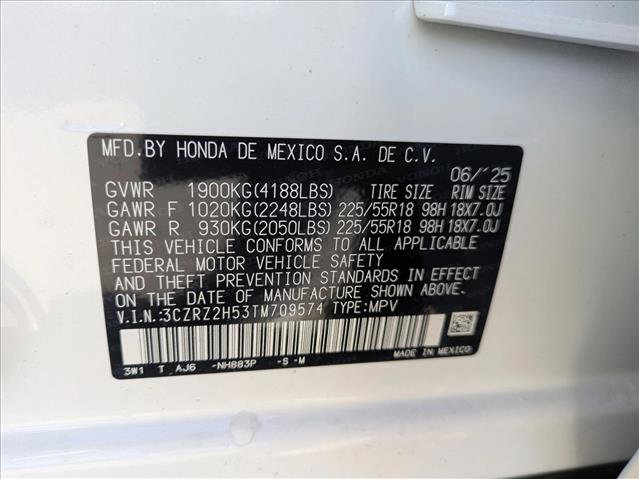 MFD.BY HONDA DE MEXICO S.A. DE C.V.
06/'25
GVWR 1900KG(4188LBS) TIRE SIZE RIM SIZE
GAWR F 1020KG(2248LBS) 225/55R18 98H 18X7.0J
GAWR R 930KG(2050LBS) 225/55R18 98H 18X7.0J
THIS VEHICLE CONFORMS TO ALL APPLICABLE
FEDERAL MOTOR VEHICLE SAFETY
AND THEFT PREVENTION STANDARDS IN EFFECT
ON THE DATE OF MANUFACTURE SHOWN ABOVE.
V.I.N.:3CZRZ2H53TM709574 TYPE:MPV
3W1 T AJ6 -NH883P -S -M MADE IN MEXICO